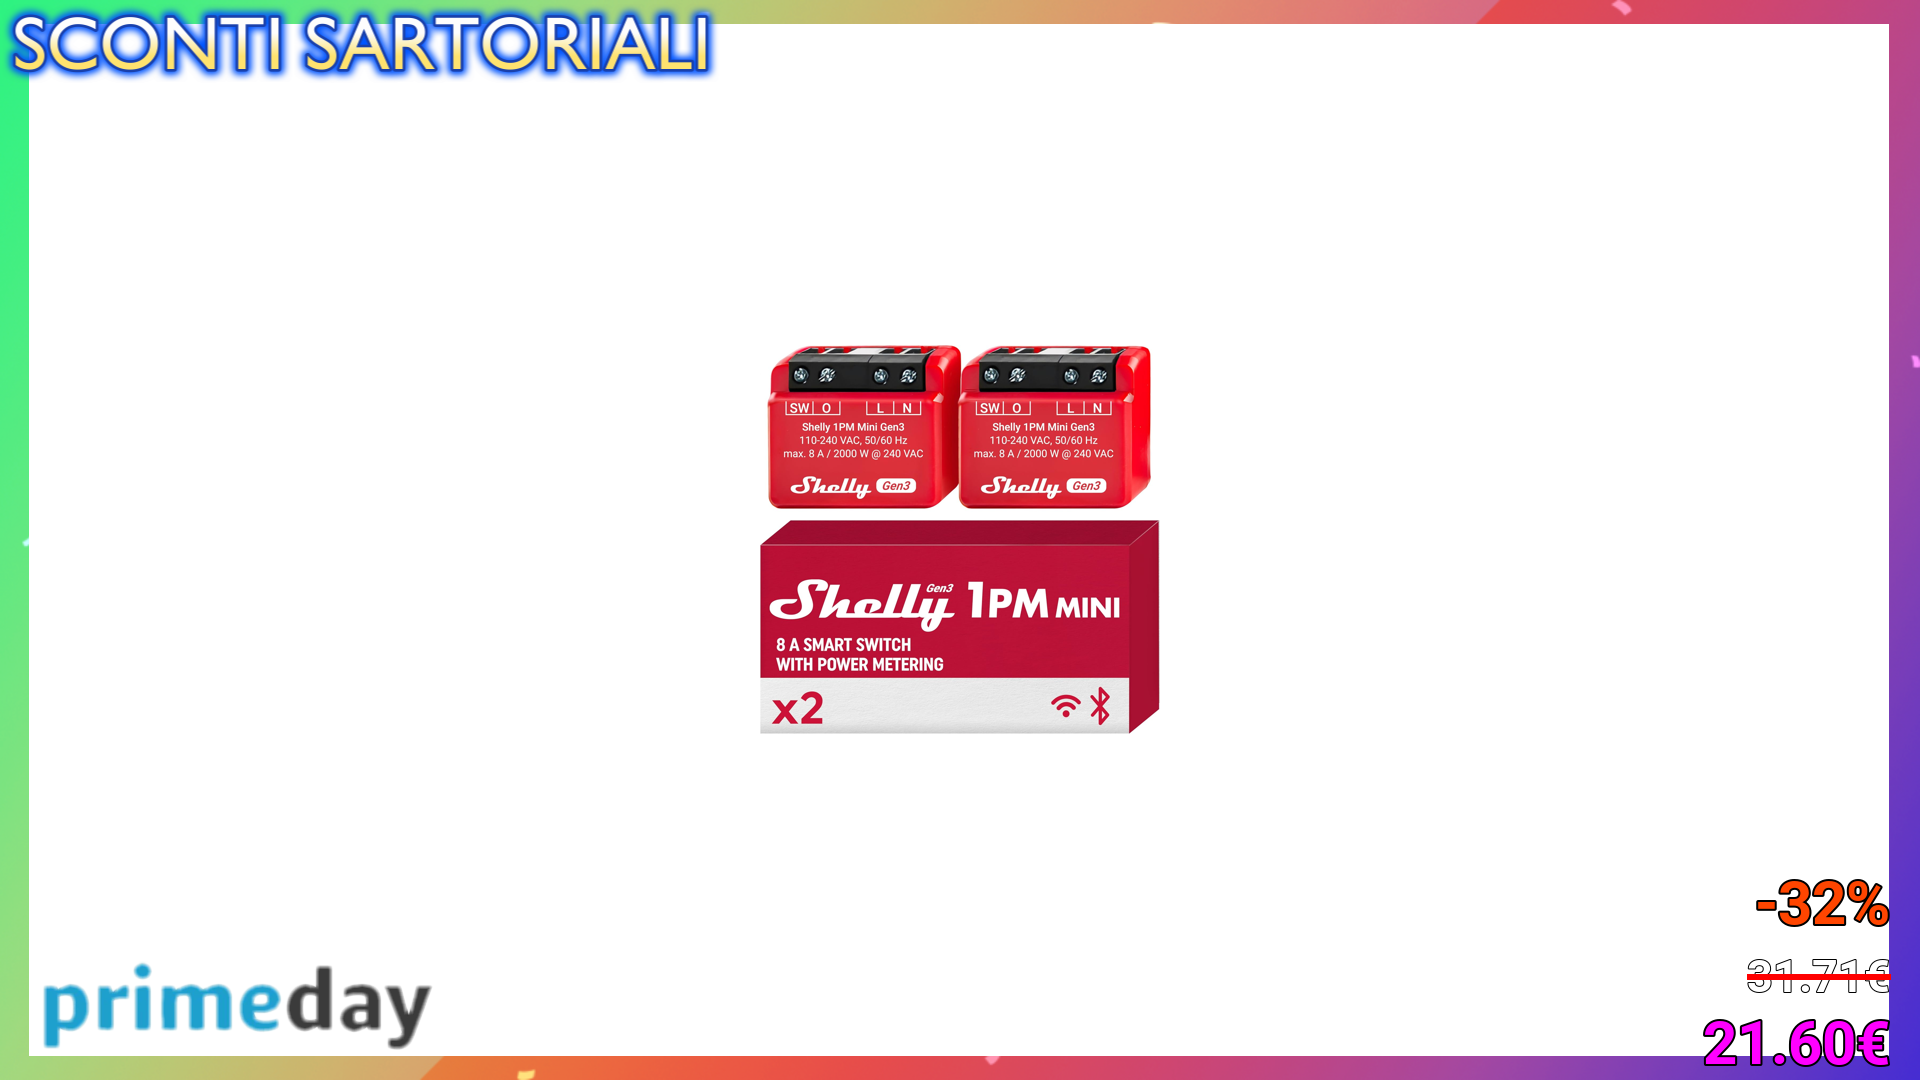 SCONTI SARTORIALI
SW O L N
Shelly 1PM Mini Gen3
110-240 VAC, 50/60 Hz
max. 8 A / 2000 W @ 240 VAC
Shelly Gen3
SW O L N
Shelly 1PM Mini Gen3
110-240 VAC, 50/60 Hz
max. 8 A / 2000 W @ 240 VAC
Shelly Gen3
Shelly Gen3 1PM MINI
8 A SMART SWITCH
WITH POWER METERING
x2
-32%
31.71€
21.60€
primeday